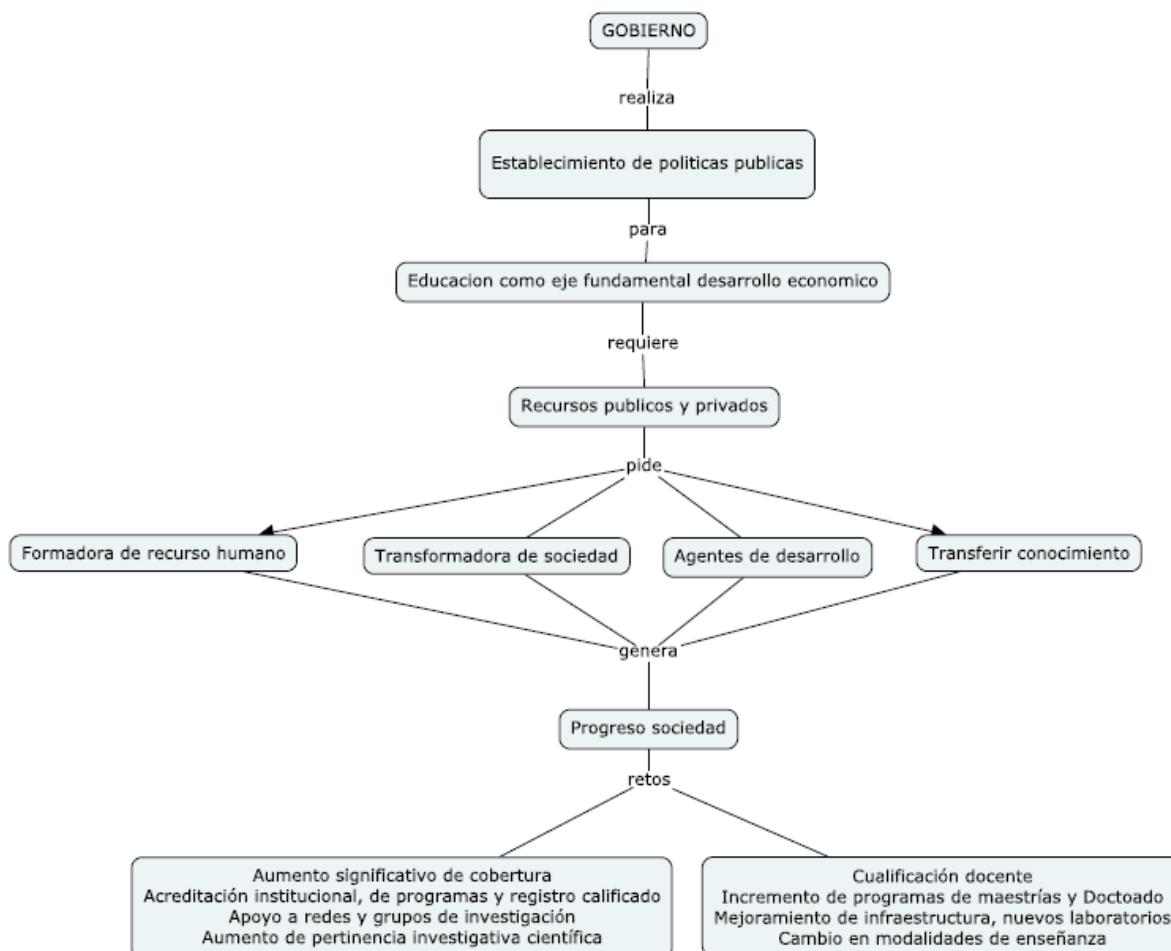 GOBIERNO
realiza
Establecimiento de politicas publicas
para
Educacion como eje fundamental desarrollo economico
requiere
Recursos publicos y privados
pide
Formadora de recurso humano
Transformadora de sociedad
Agentes de desarrollo
Transferir conocimiento
genera
Progreso sociedad
retos
Aumento significativo de cobertura
Acreditación institucional, de programas y registro calificado
Apoyo a redes y grupos de investigación
Aumento de pertinencia investigativa científica
Cualificación docente
Incremento de programas de maestrías y Doctoado
Mejoramiento de infraestructura, nuevos laboratorios
Cambio en modalidades de enseñanza